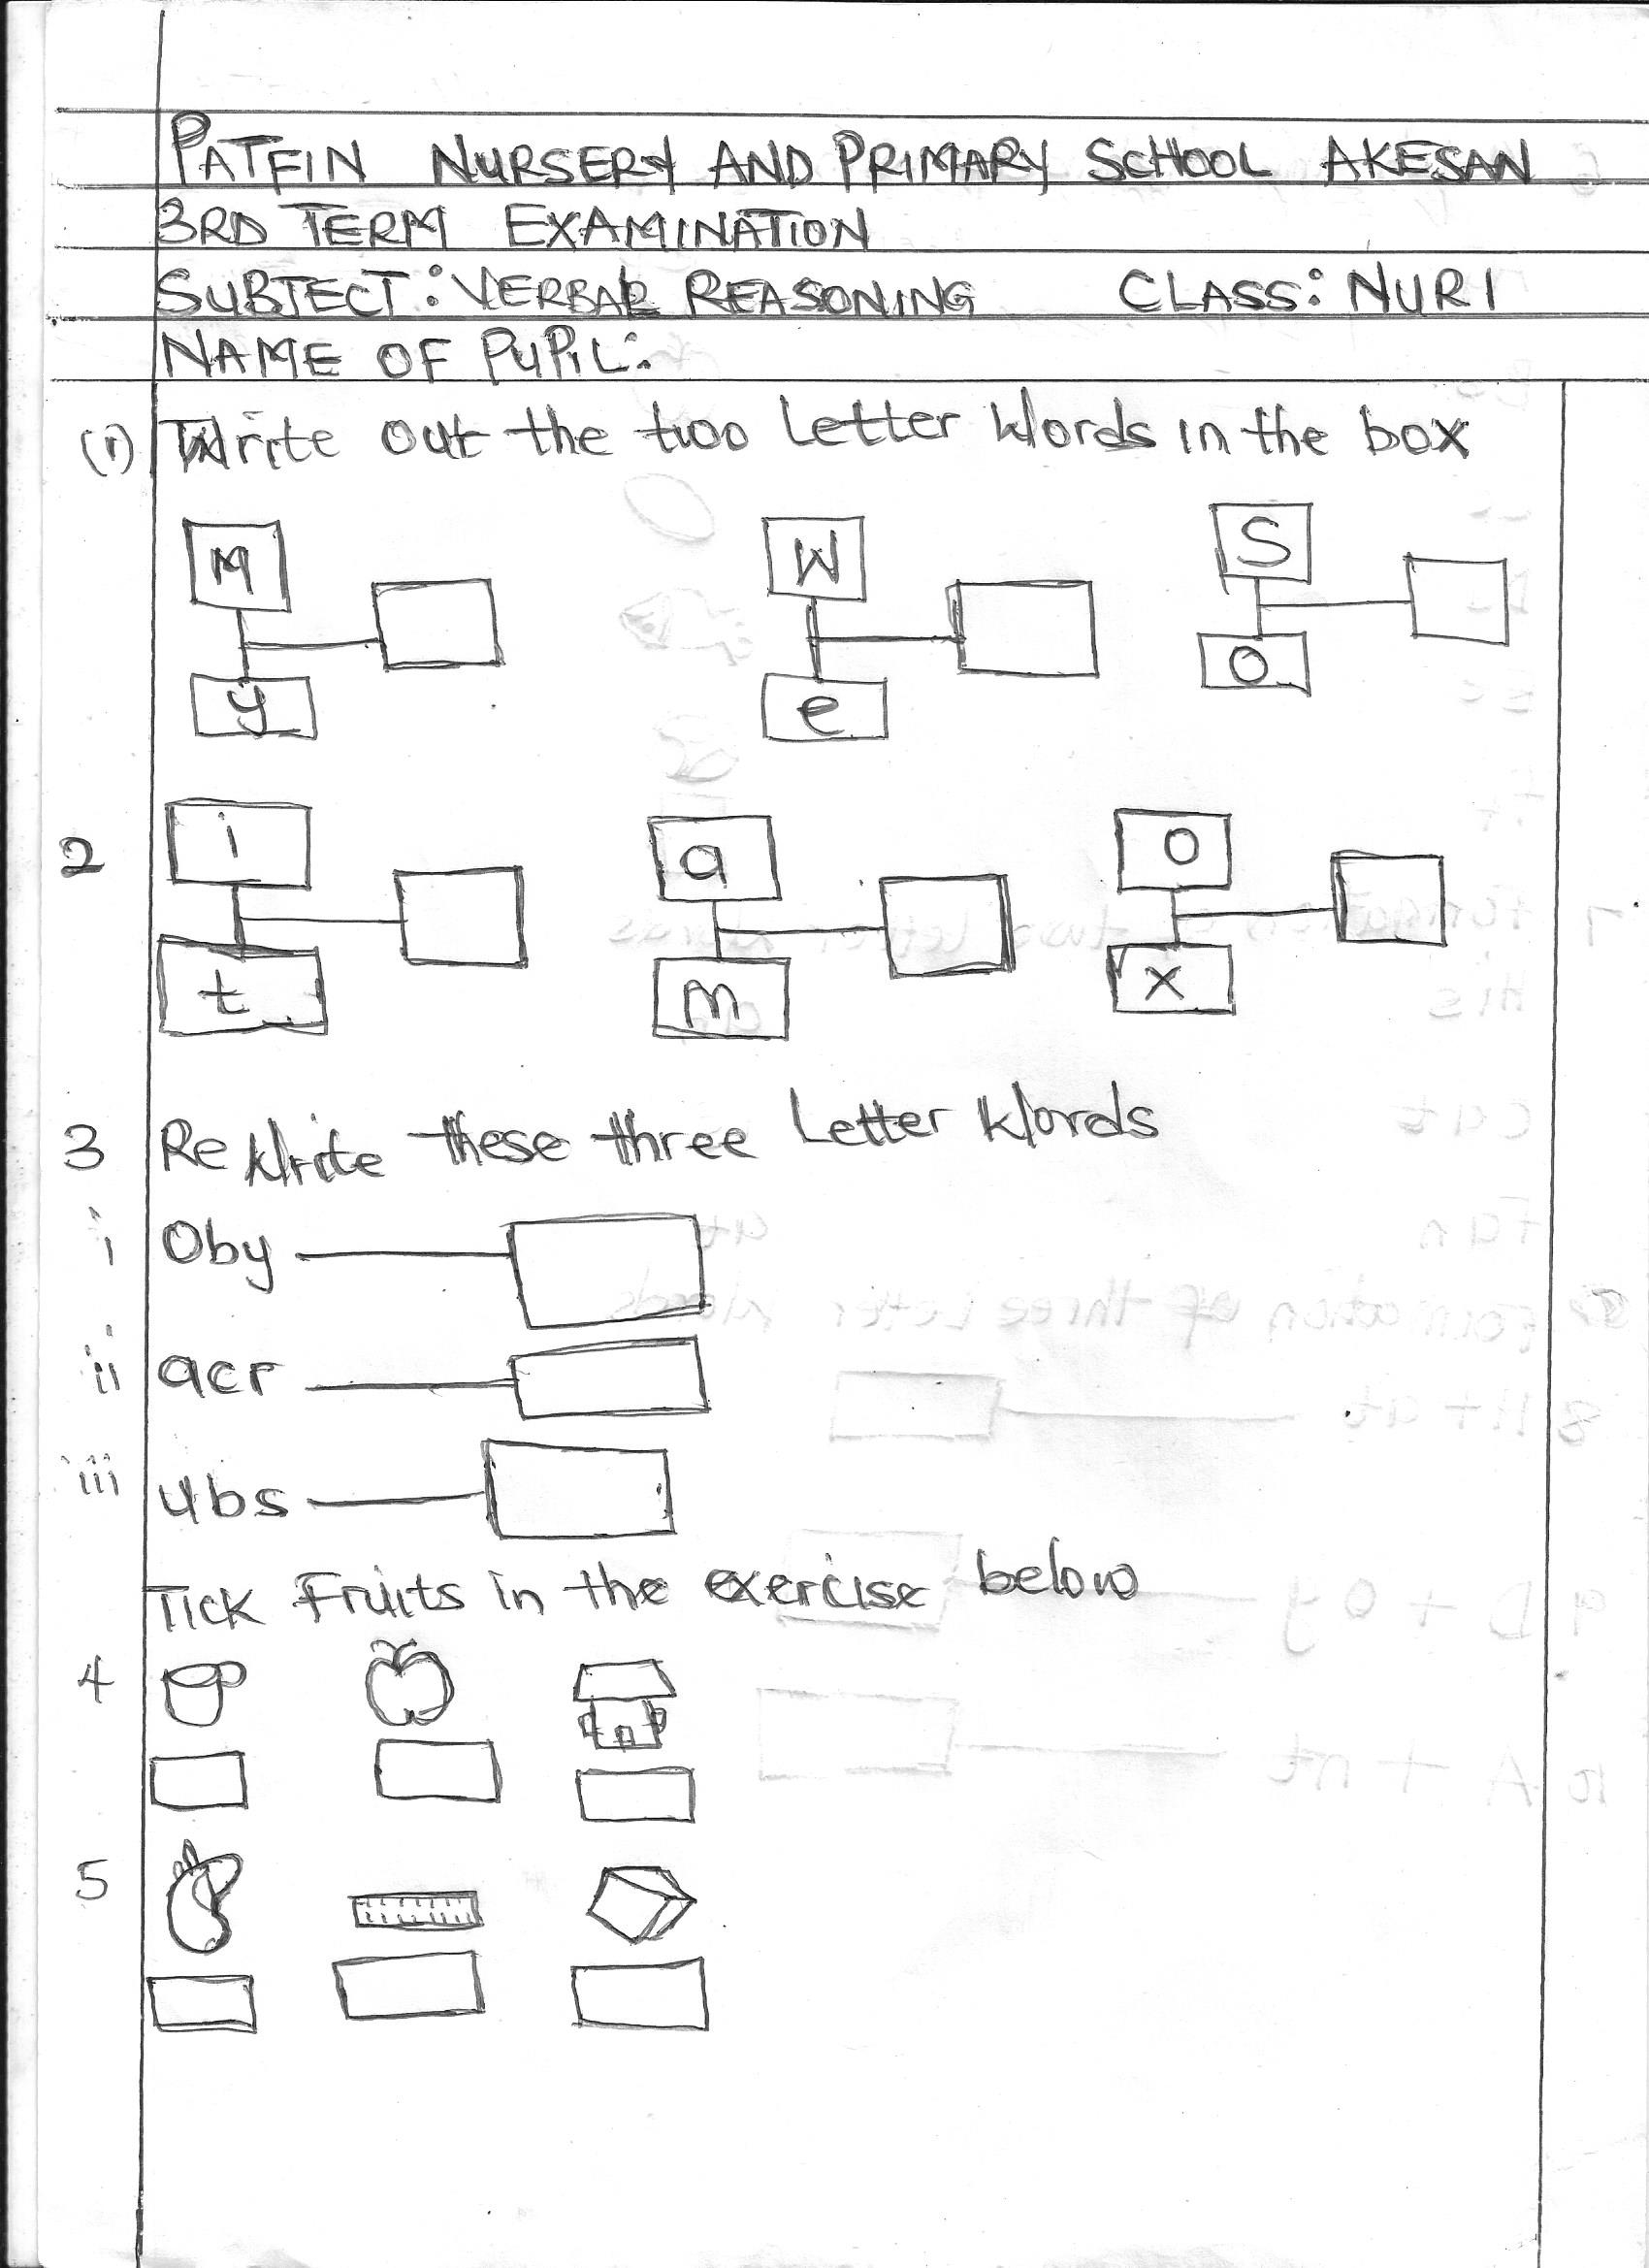 PATFIN NURSERY AND PRIMARY SCHOOL AKESAN
3RD TERM EXAMINATION
SUBJECT: VERBAL REASONING CLASS: NUR 1
NAME OF PUPIL:
(1) Write out the two Letter Words in the box
M W S
y e O
2 i a O
t m x
3 Re Write these three Letter Words
i Oby
ii acr
iii ubs
Tick Fruits in the exercise below
4
5